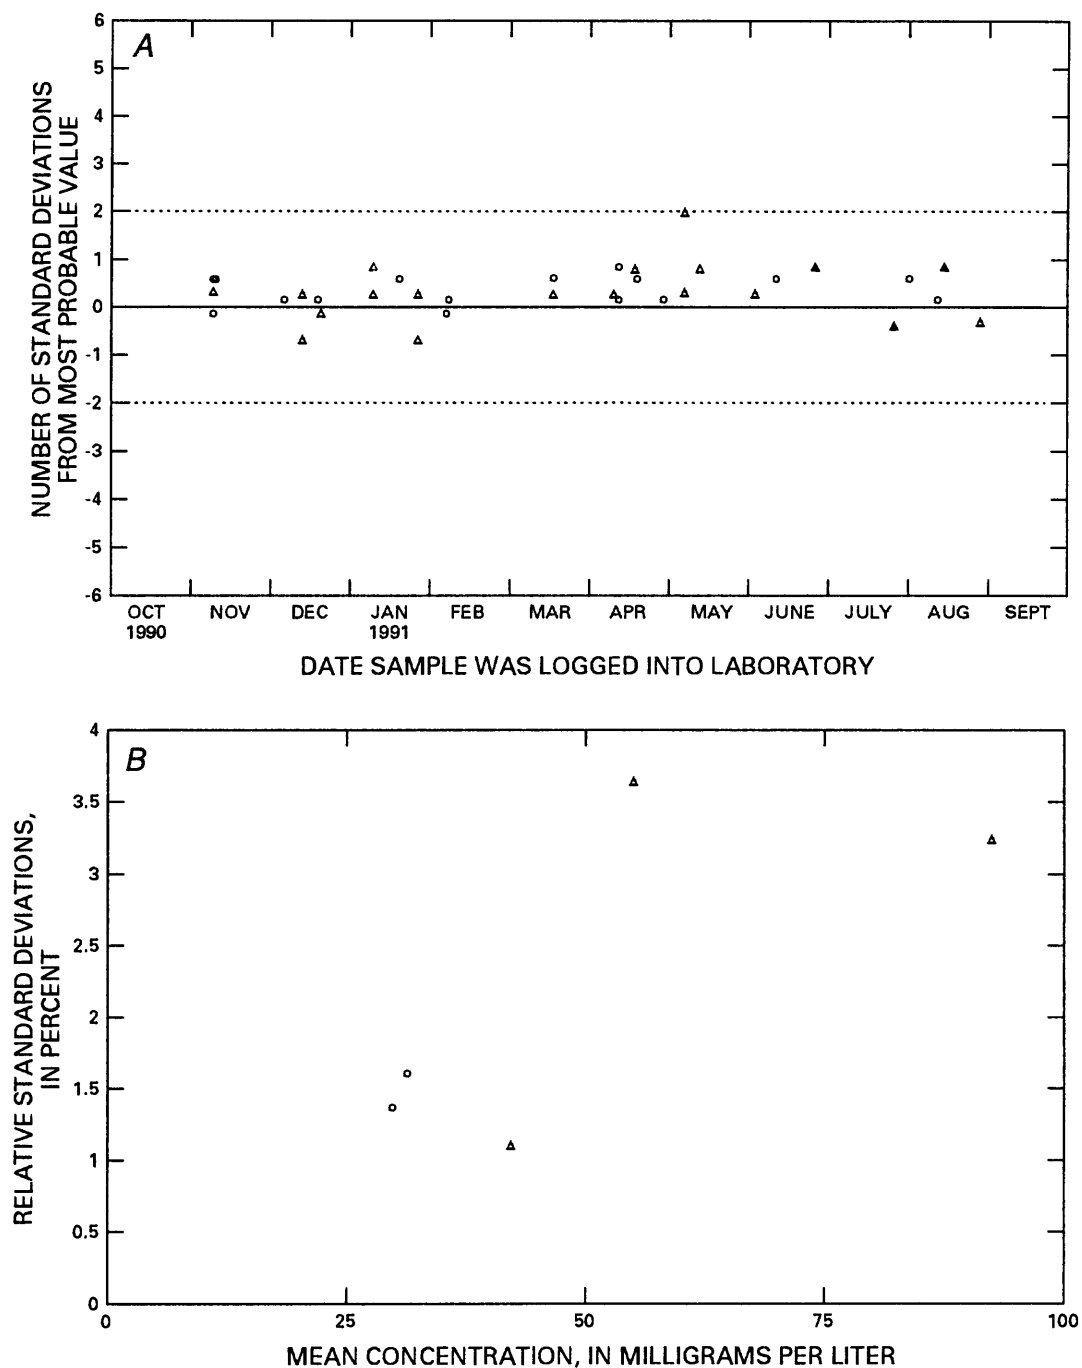 A
6
5
4
3
2
1
0
-1
-2
-3
-4
-5
-6
NUMBER OF STANDARD DEVIATIONS
FROM MOST PROBABLE VALUE
OCT NOV DEC JAN FEB MAR APR MAY JUNE JULY AUG SEPT
1990 1991
DATE SAMPLE WAS LOGGED INTO LABORATORY
B
4
3.5
3
2.5
2
1.5
1
0.5
0
RELATIVE STANDARD DEVIATIONS,
IN PERCENT
0 25 50 75 100
MEAN CONCENTRATION, IN MILLIGRAMS PER LITER